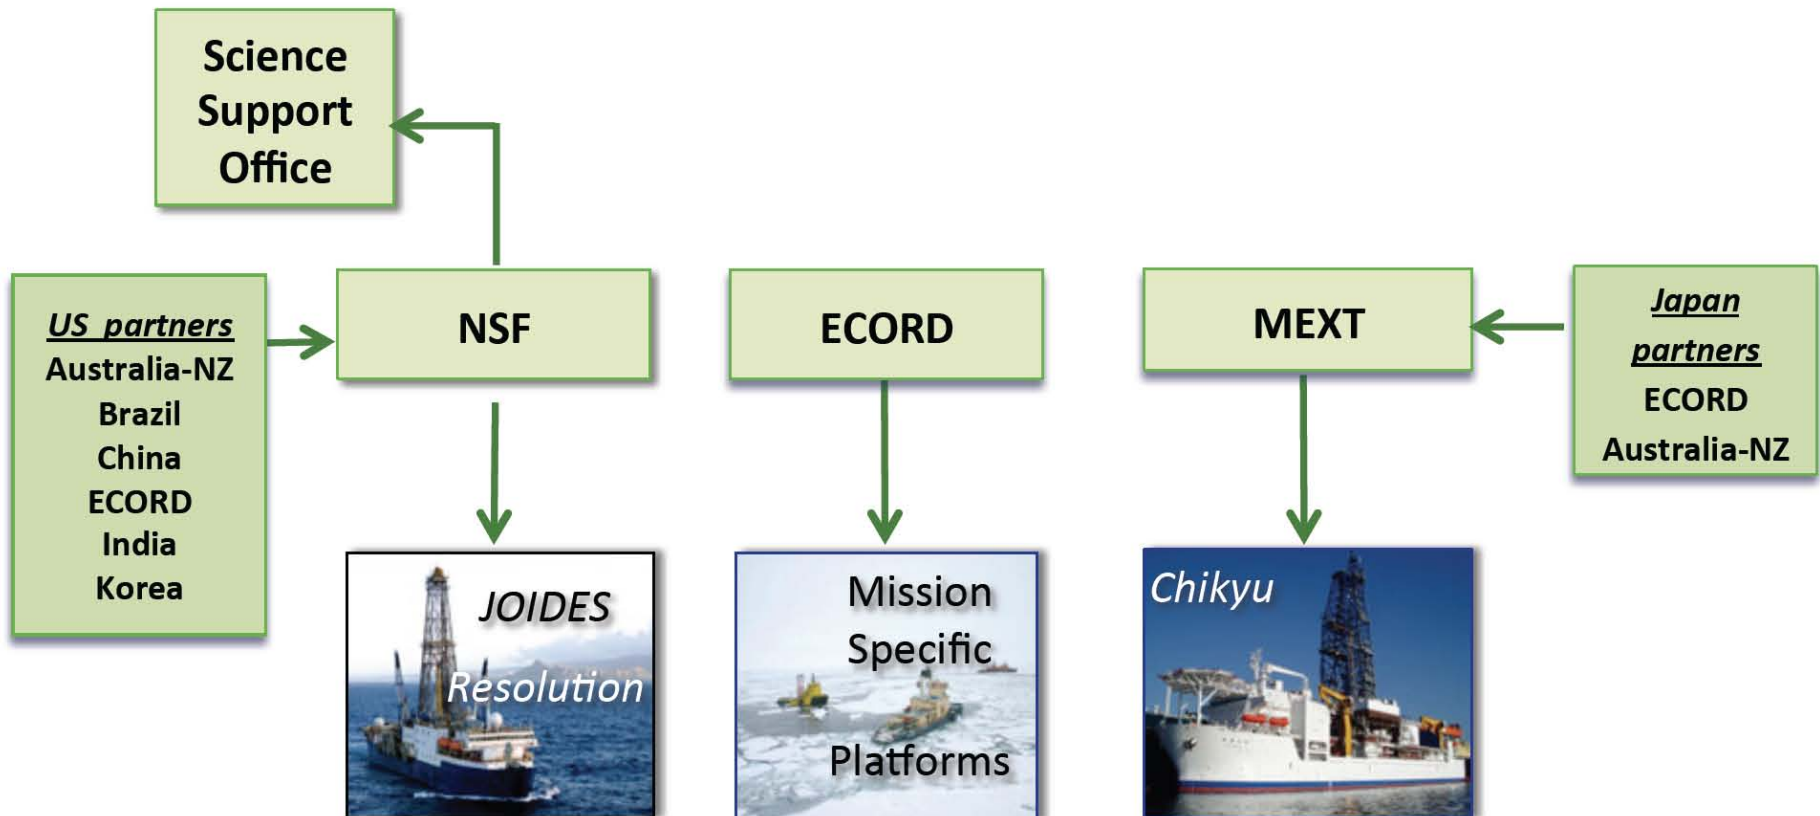 Science
Support
Office
US partners
Australia-NZ
Brazil
China
ECORD
India
Korea
NSF
ECORD
MEXT
Japan
partners
ECORD
Australia-NZ
JOIDES
Resolution
Mission
Specific
Platforms
Chikyu